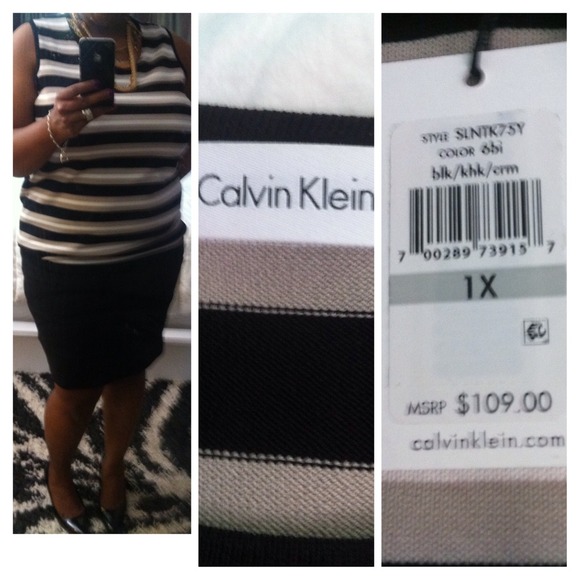 Calvin Klein
STYLE SLNTK75Y
COLOR 6bi
blk/khk/crm
7 00289 73915 7
1X
MSRP $109.00
calvinklein.com